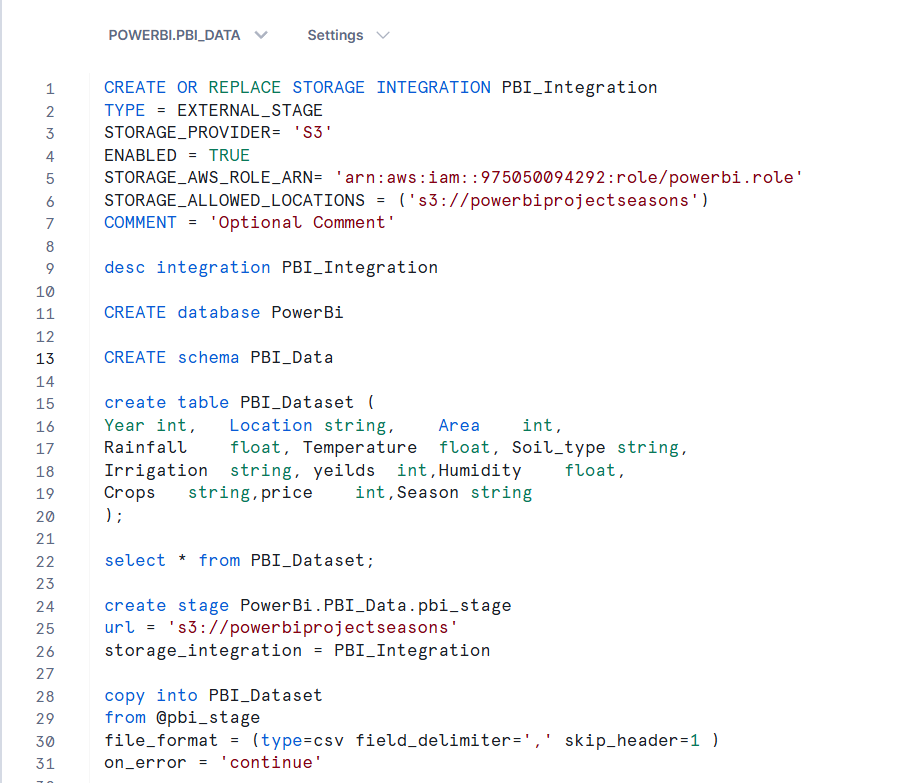 POWERBI.PBI_DATA Settings
1 CREATE OR REPLACE STORAGE INTEGRATION PBI_Integration
2 TYPE = EXTERNAL_STAGE
3 STORAGE_PROVIDER= 'S3'
4 ENABLED = TRUE
5 STORAGE_AWS_ROLE_ARN= 'arn:aws:iam::975050094292:role/powerbi.role'
6 STORAGE_ALLOWED_LOCATIONS = ('s3://powerbiprojectseasons')
7 COMMENT = 'Optional Comment'
8
9 desc integration PBI_Integration
10
11 CREATE database PowerBi
12
13 CREATE schema PBI_Data
14
15 create table PBI_Dataset (
16 Year int, Location string, Area int,
17 Rainfall float, Temperature float, Soil_type string,
18 Irrigation string, yeilds int,Humidity float,
19 Crops string,price int,Season string
20 );
21
22 select * from PBI_Dataset;
23
24 create stage PowerBi.PBI_Data.pbi_stage
25 url = 's3://powerbiprojectseasons'
26 storage_integration = PBI_Integration
27
28 copy into PBI_Dataset
29 from @pbi_stage
30 file_format = (type=csv field_delimiter=',' skip_header=1 )
31 on_error = 'continue'